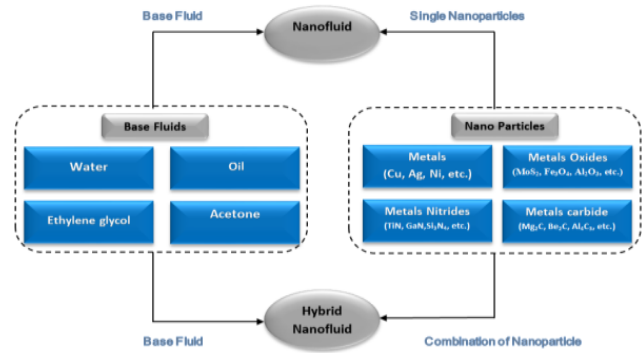 Base Fluid
Nanofluid
Single Nanoparticles
Base Fluids
Water
Oil
Ethylene glycol
Acetone
Nano Particles
Metals
(Cu, Ag, Ni, etc.)
Metals Oxides
(MoS₂, Fe₃O₄, Al₂O₃, etc.)
Metals Nitrides
(TiN, GaN,Si₃N₄, etc.)
Metals carbide
(Mg₂C, Be₂C, Al₄C₃, etc.)
Hybrid
Nanofluid
Base Fluid
Combination of Nanoparticle